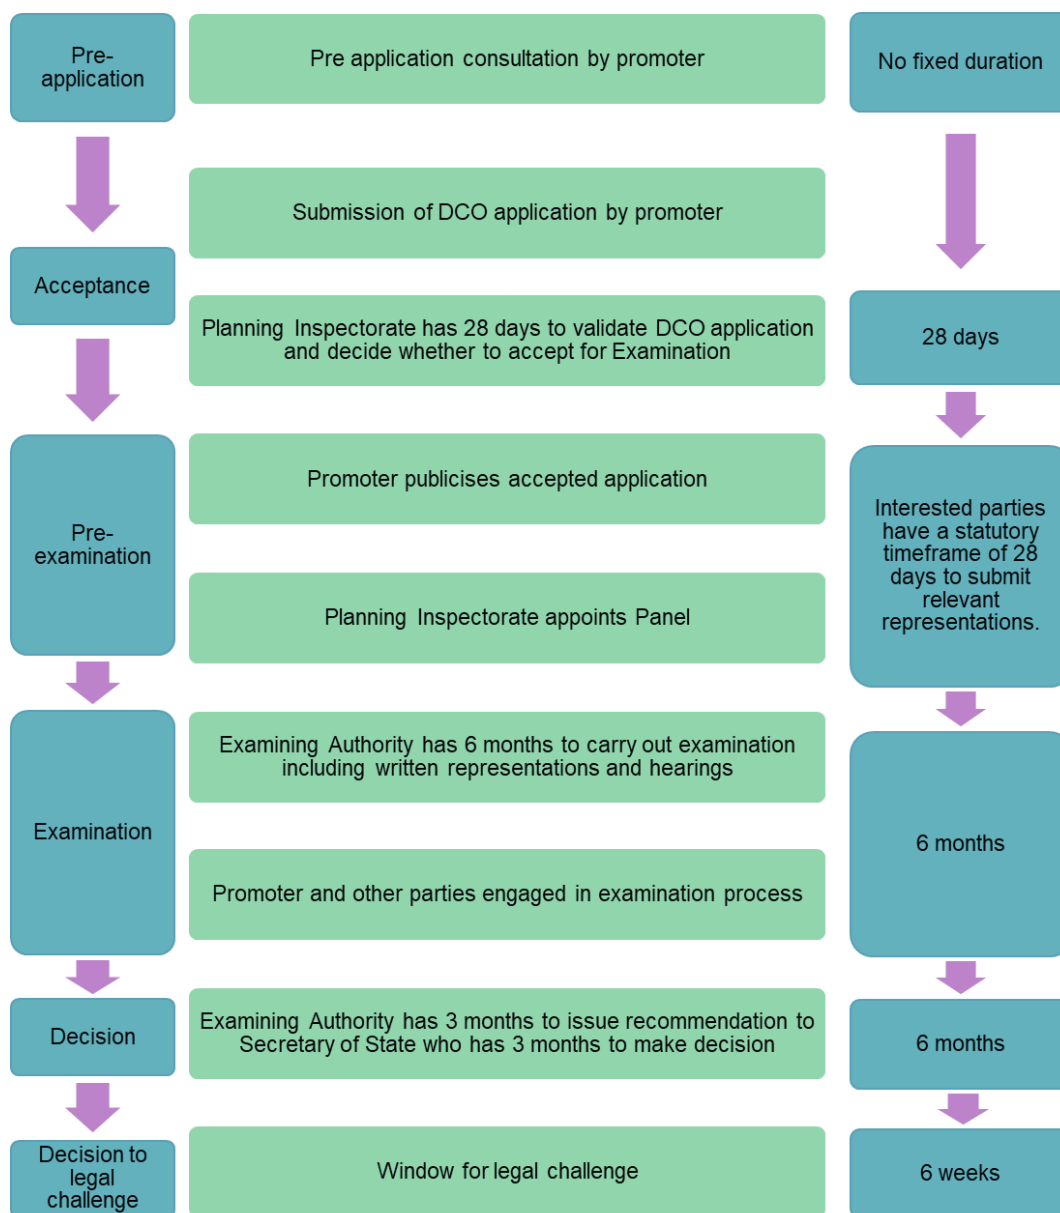 Pre-
application
Pre application consultation by promoter
No fixed duration
Submission of DCO application by promoter
Acceptance
Planning Inspectorate has 28 days to validate DCO application
and decide whether to accept for Examination
28 days
Promoter publicises accepted application
Pre-
examination
Interested parties
have a statutory
timeframe of 28
days to submit
relevant
representations.
Planning Inspectorate appoints Panel
Examining Authority has 6 months to carry out examination
including written representations and hearings
Examination
6 months
Promoter and other parties engaged in examination process
Decision
Examining Authority has 3 months to issue recommendation to
Secretary of State who has 3 months to make decision
6 months
Decision to
legal
challenge
Window for legal challenge
6 weeks